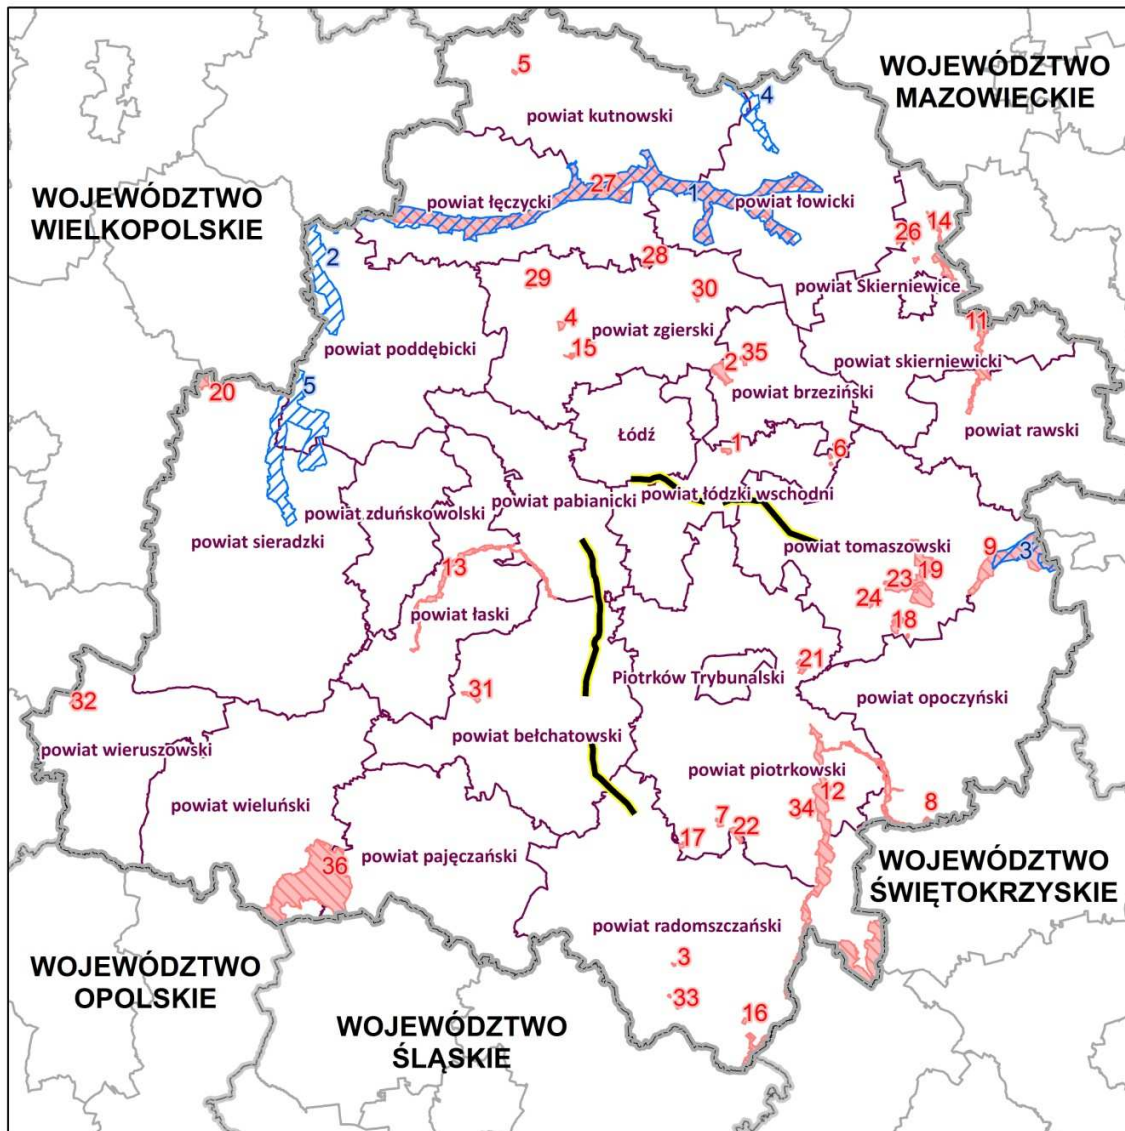 5
WOJEWÓDZTWO
MAZOWIECKIE
4
powiat kutnowski
WOJEWÓDZTWO
WIELKOPOLSKIE
27
1
powiat łęczycki
powiat łowicki
14
26
2
28
29
30
powiat Skierniewice
4
11
powiat zgierski
powiat poddębicki
15
35
2
powiat skierniewicki
20
5
powiat brzeziński
Łódź
powiat rawski
1
6
powiat pabianicki
powiat łódzki wschodni
powiat zduńskowolski
powiat sieradzki
powiat tomaszowski
9
3
13
23
19
24
powiat łaski
18
21
Piotrków Trybunalski
31
32
powiat opoczyński
powiat bełchatowski
powiat wieruszowski
powiat piotrkowski
12
powiat wieluński
34
8
7
22
17
powiat pajęczański
36
WOJEWÓDZTWO
ŚWIĘTOKRZYSKIE
powiat radomszczański
3
WOJEWÓDZTWO
OPOLSKIE
33
16
WOJEWÓDZTWO
ŚLĄSKIE